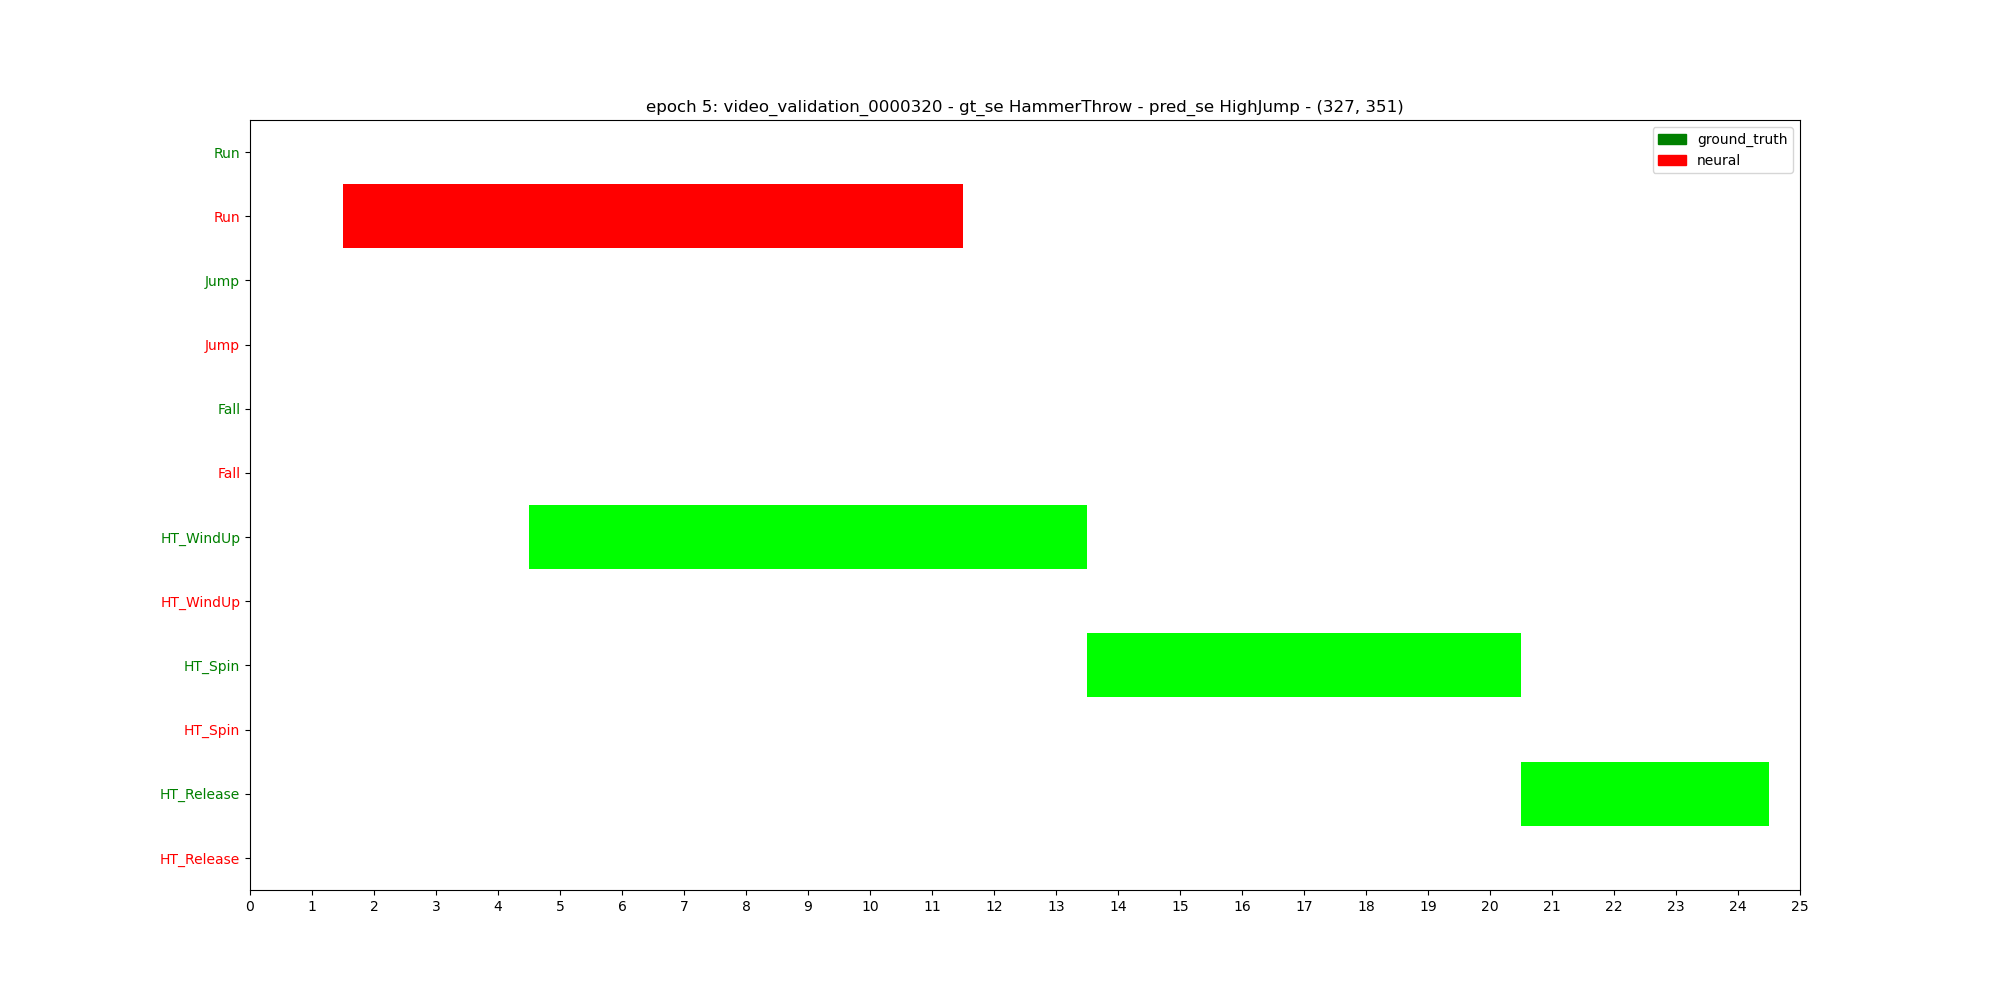 epoch 5: video_validation_0000320 - gt_se HammerThrow - pred_se HighJump - (327, 351)
ground_truth
neural
Run
Run
Jump
Jump
Fall
Fall
HT_WindUp
HT_WindUp
HT_Spin
HT_Spin
HT_Release
HT_Release
0 1 2 3 4 5 6 7 8 9 10 11 12 13 14 15 16 17 18 19 20 21 22 23 24 25